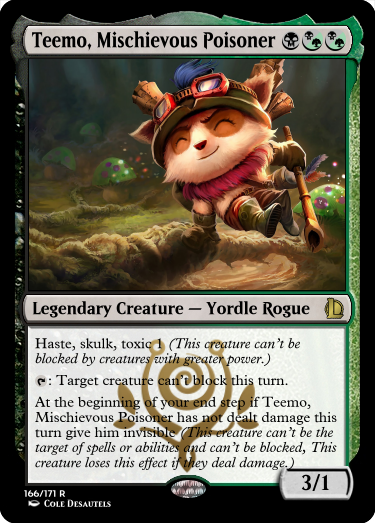 Teemo, Mischievous Poisoner
Legendary Creature — Yordle Rogue
Haste, skulk, toxic 1 (This creature can't be
blocked by creatures with greater power.)
: Target creature can't block this turn.
At the beginning of your end step if Teemo,
Mischievous Poisoner has not dealt damage this
turn give him invisible (This creature can't be the
target of spells or abilities and can't be blocked, This
creature loses this effect if they deal damage.)
3/1
166/171 R
Cole Desautels